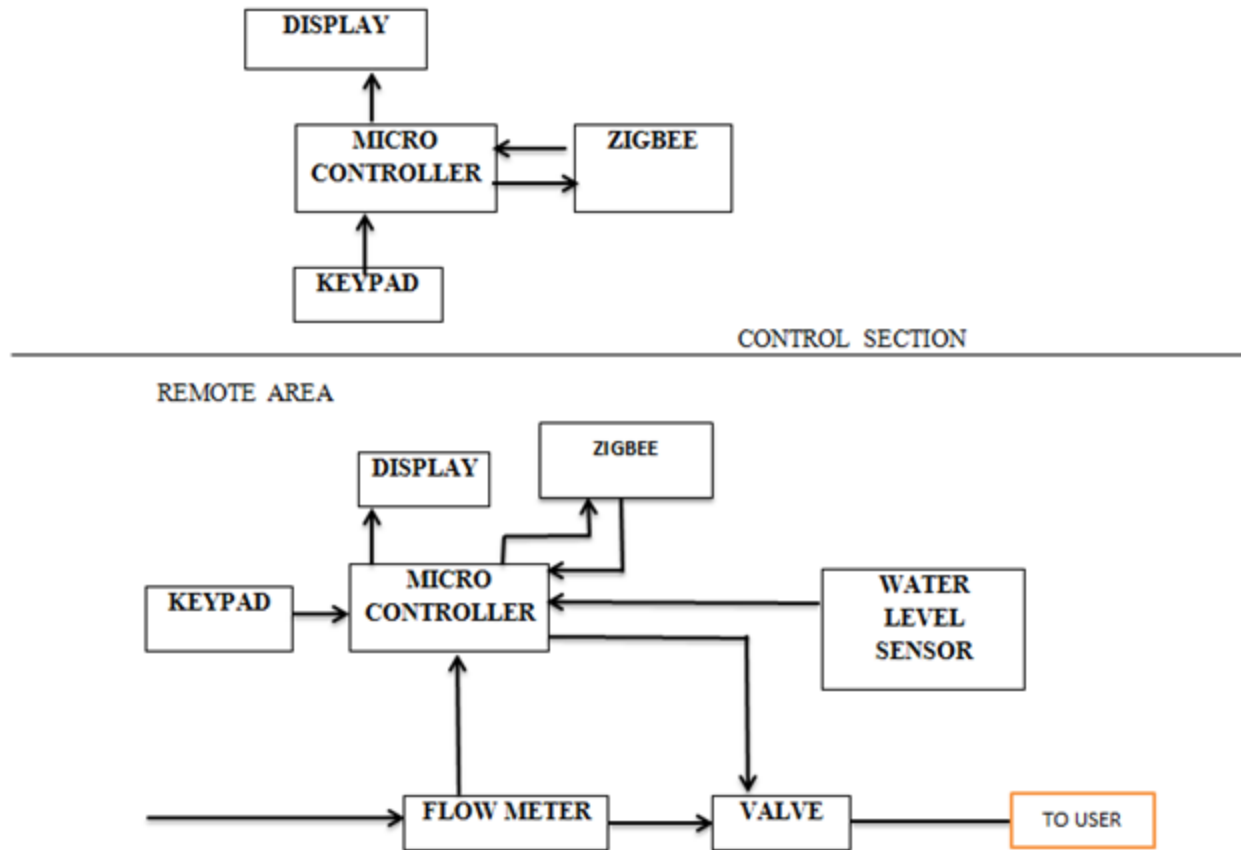 DISPLAY
MICRO
CONTROLLER
ZIGBEE
KEYPAD
CONTROL SECTION
REMOTE AREA
ZIGBEE
DISPLAY
MICRO
CONTROLLER
KEYPAD
WATER
LEVEL
SENSOR
FLOW METER
VALVE
TO USER